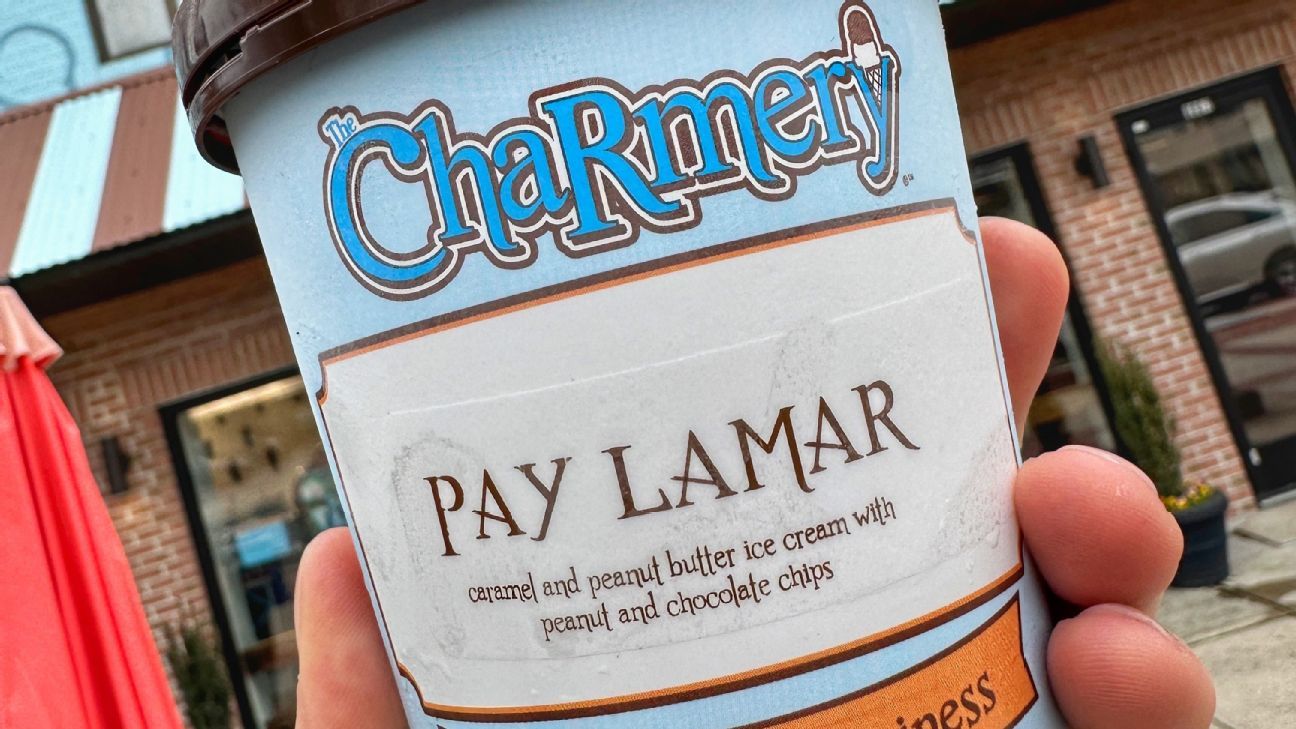 The
ChaRmery
PAY LAMAR
caramel and peanut butter ice cream with
peanut and chocolate chips